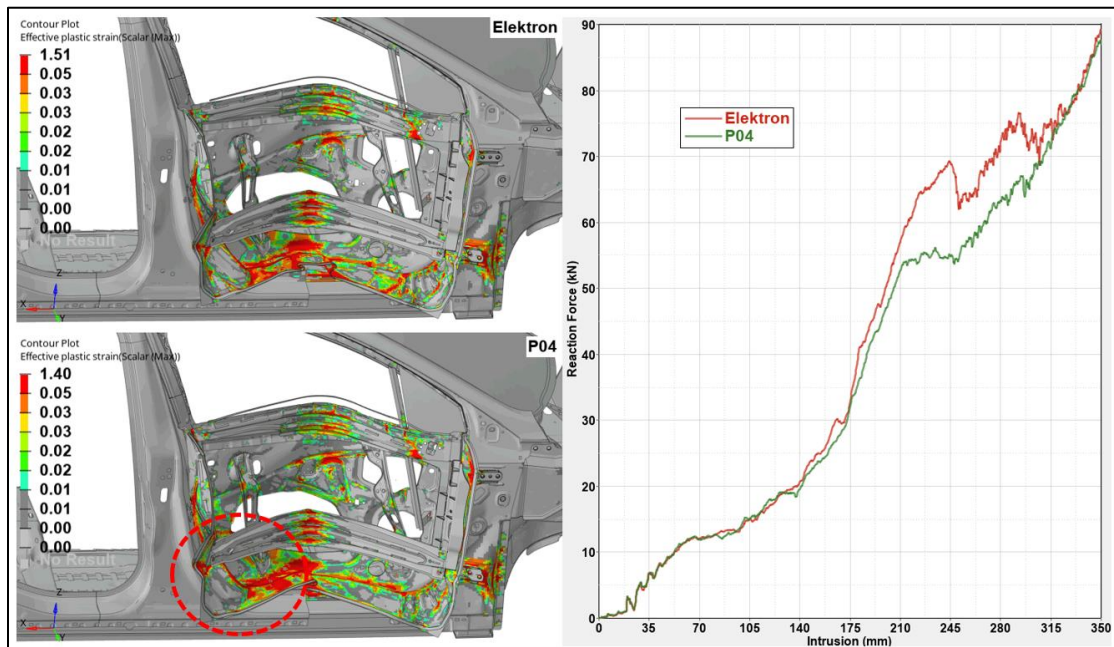 Contour Plot
Effective plastic strain(Scalar (Max))
1.51
0.05
0.03
0.03
0.02
0.02
0.01
0.01
0.00
0.00
No Result
Elektron
Z
X
Y
Contour Plot
Effective plastic strain(Scalar (Max))
1.40
0.05
0.03
0.03
0.02
0.02
0.01
0.01
0.00
0.00
No Result
P04
Z
X
Y
Reaction Force (kN)
90
80
70
60
50
40
30
20
10
0
Elektron
P04
0 35 70 105 140 175 210 245 280 315 350
Intrusion (mm)